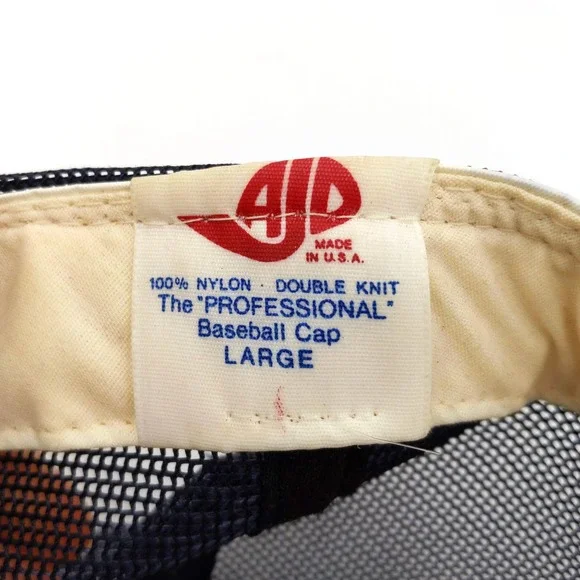 AJD
MADE
IN U.S.A.
100% NYLON · DOUBLE KNIT
The "PROFESSIONAL"
Baseball Cap
LARGE